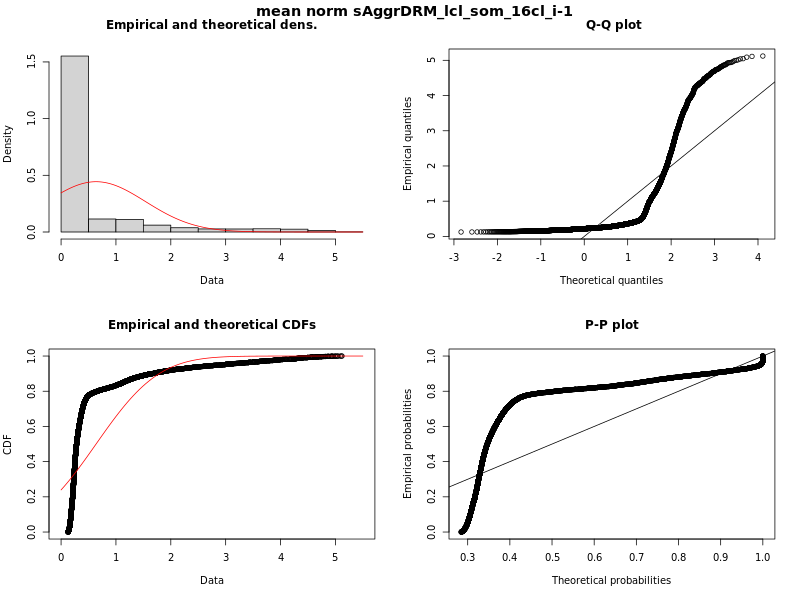 mean norm sAggrDRM_lcl_som_16cl_i-1
Empirical and theoretical dens.
Density
0.0 0.5 1.0 1.5
0 1 2 3 4 5
Data
Q-Q plot
Empirical quantiles
0 1 2 3 4 5
-3 -2 -1 0 1 2 3 4
Theoretical quantiles
Empirical and theoretical CDFs
CDF
0.0 0.2 0.4 0.6 0.8 1.0
0 1 2 3 4 5
Data
P-P plot
Empirical probabilities
0.0 0.2 0.4 0.6 0.8 1.0
0.3 0.4 0.5 0.6 0.7 0.8 0.9 1.0
Theoretical probabilities